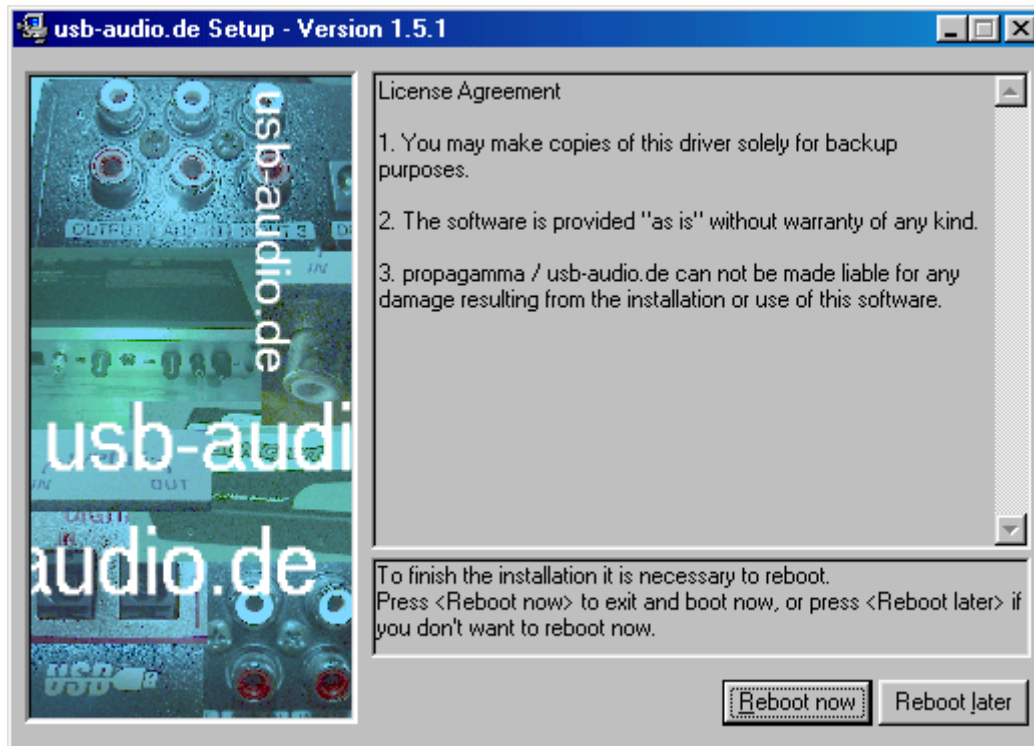 usb-audio.de Setup - Version 1.5.1
usb-audio.de
OUTPUT
IN
usb-audi
IN
OUT
IN
audio.de
USB
License Agreement
1. You may make copies of this driver solely for backup
purposes.
2. The software is provided "as is" without warranty of any kind.
3. propagamma / usb-audio.de can not be made liable for any
damage resulting from the installation or use of this software.
To finish the installation it is necessary to reboot.
Press <Reboot now> to exit and boot now, or press <Reboot later> if
you don't want to reboot now.
Reboot now
Reboot later